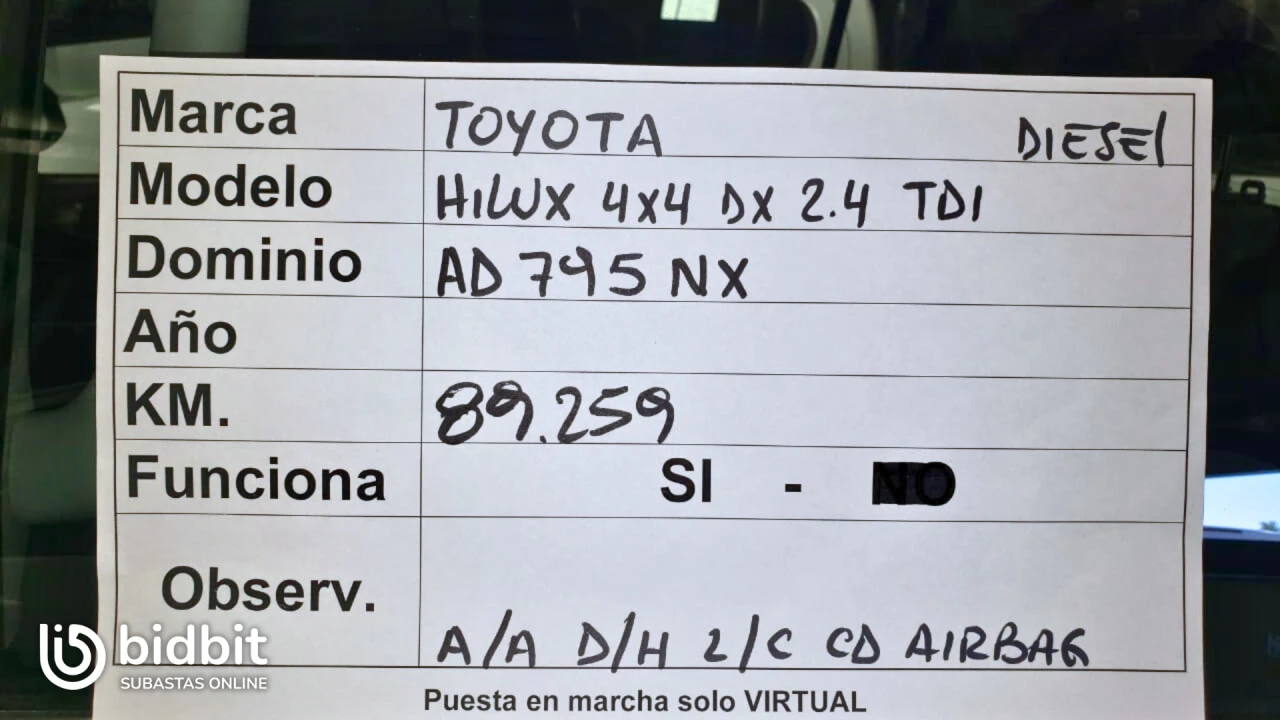 Marca TOYOTA DIESEL
Modelo HILUX 4X4 DX 2.4 TDI
Dominio AD 795 NX
Año
KM. 89.259
Funciona SI - NO
Observ. A/A D/H L/C CD AIRBAG
bidbit
SUBASTAS ONLINE
Puesta en marcha solo VIRTUAL